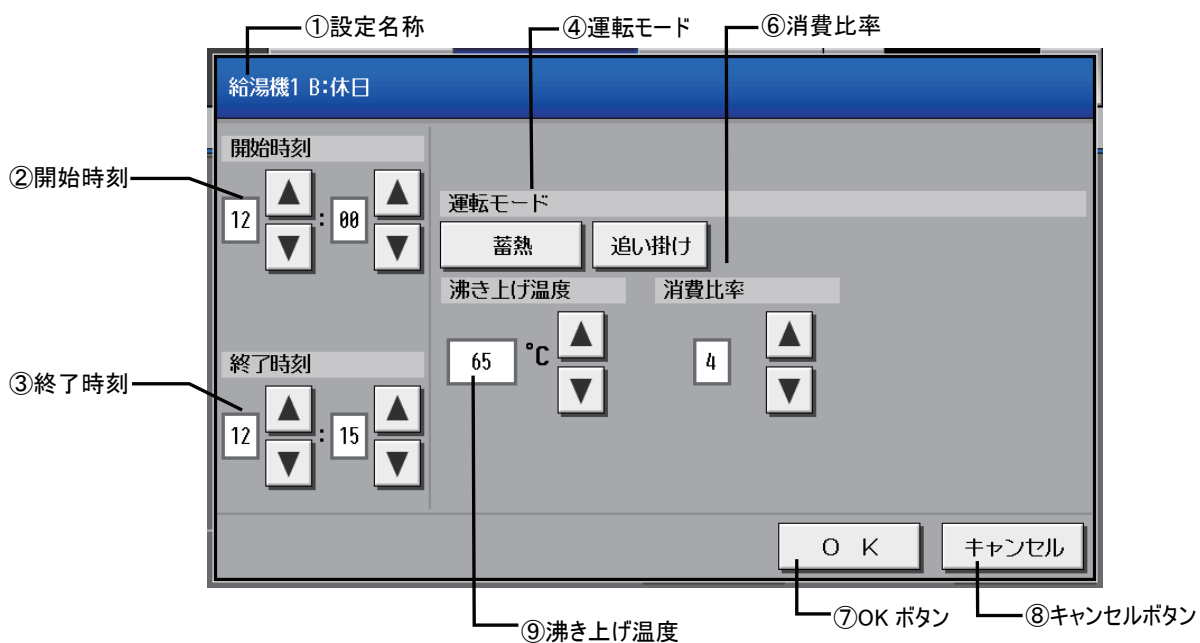 ①設定名称
④運転モード
⑥消費比率
給湯機1 B:休日
開始時刻
②開始時刻
▲ ▲
12 : 00
▼ ▼
運転モード
蓄熱 追い掛け
沸き上げ温度 消費比率
65 °C ▲ 4 ▲
▼ ▼
終了時刻
③終了時刻
▲ ▲
12 : 15
▼ ▼
O K キャンセル
⑦OK ボタン
⑧キャンセルボタン
⑨沸き上げ温度